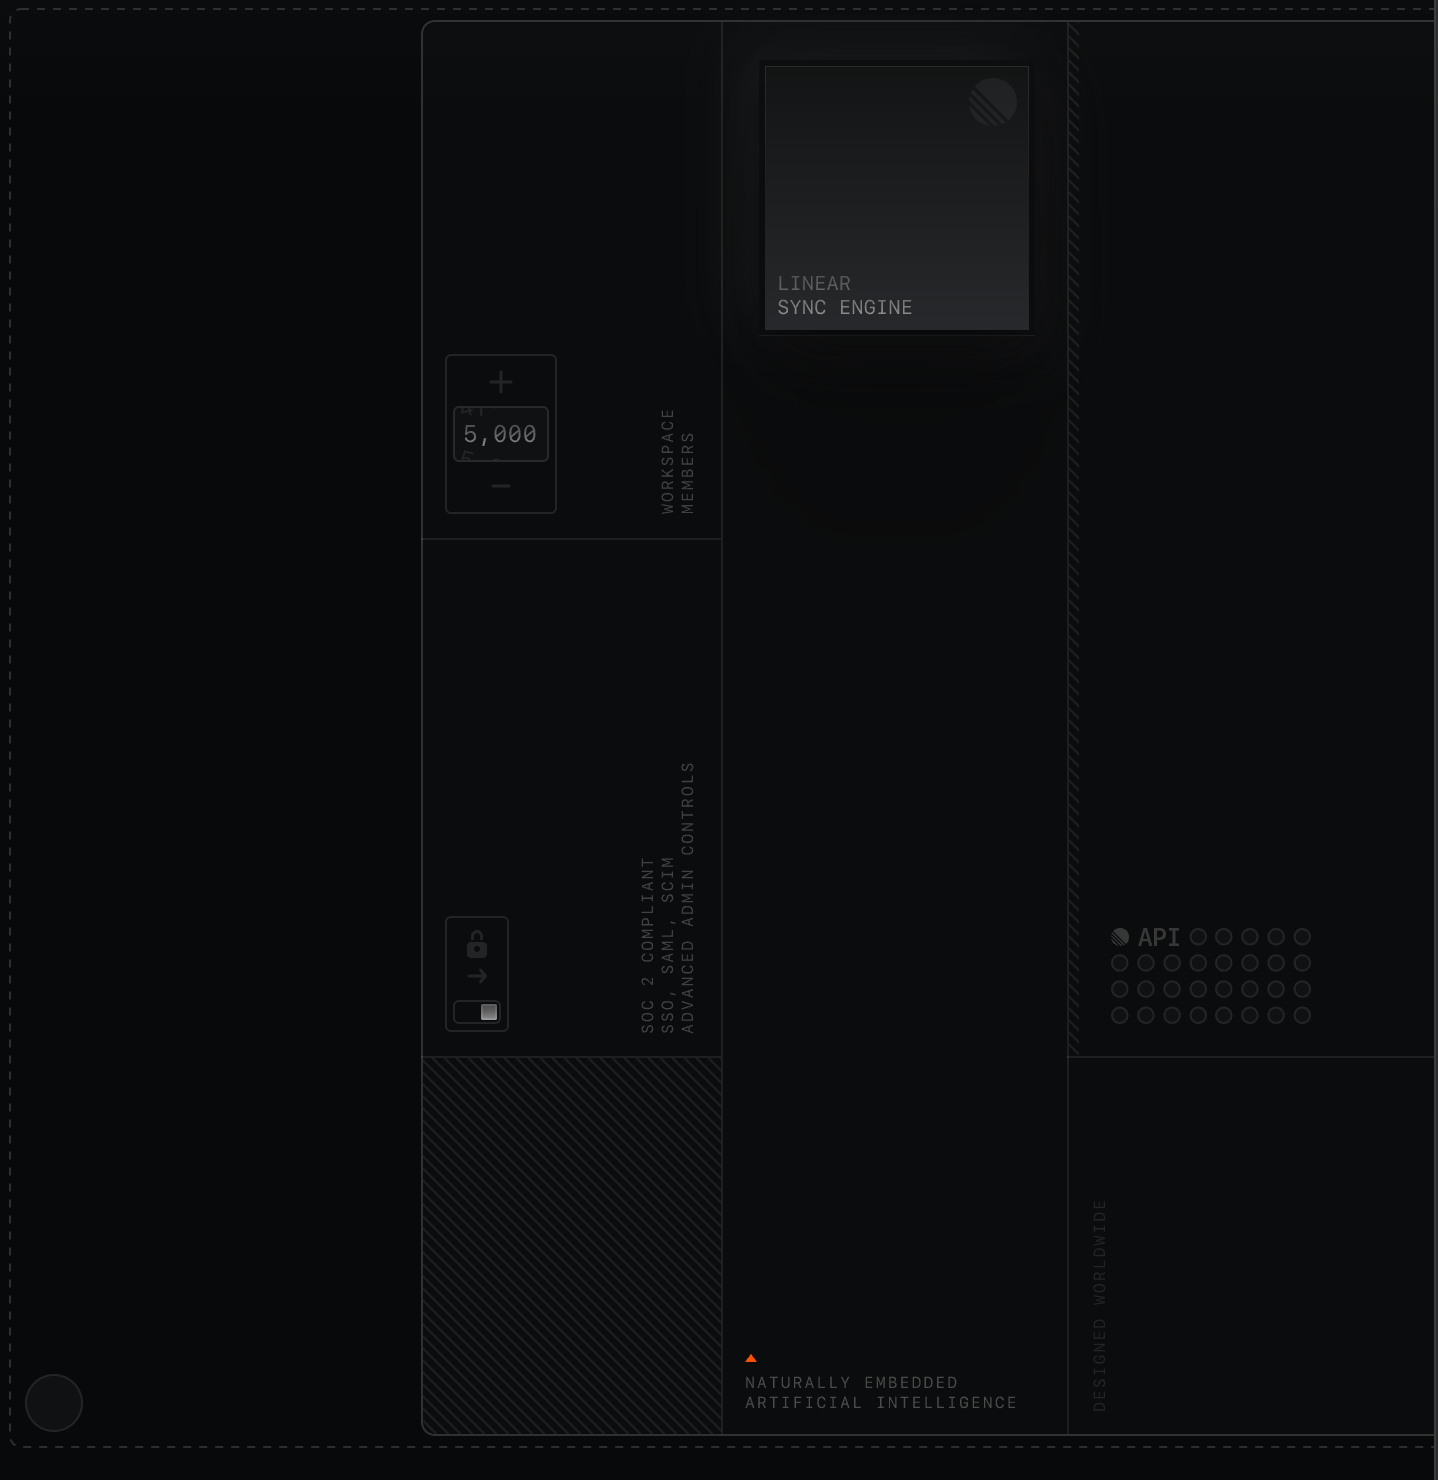 LINEAR
SYNC ENGINE
5,000
WORKSPACE
MEMBERS
SOC 2 COMPLIANT
SSO, SAML, SCIM
ADVANCED ADMIN CONTROLS
API
DESIGNED WORLDWIDE
NATURALLY EMBEDDED
ARTIFICIAL INTELLIGENCE